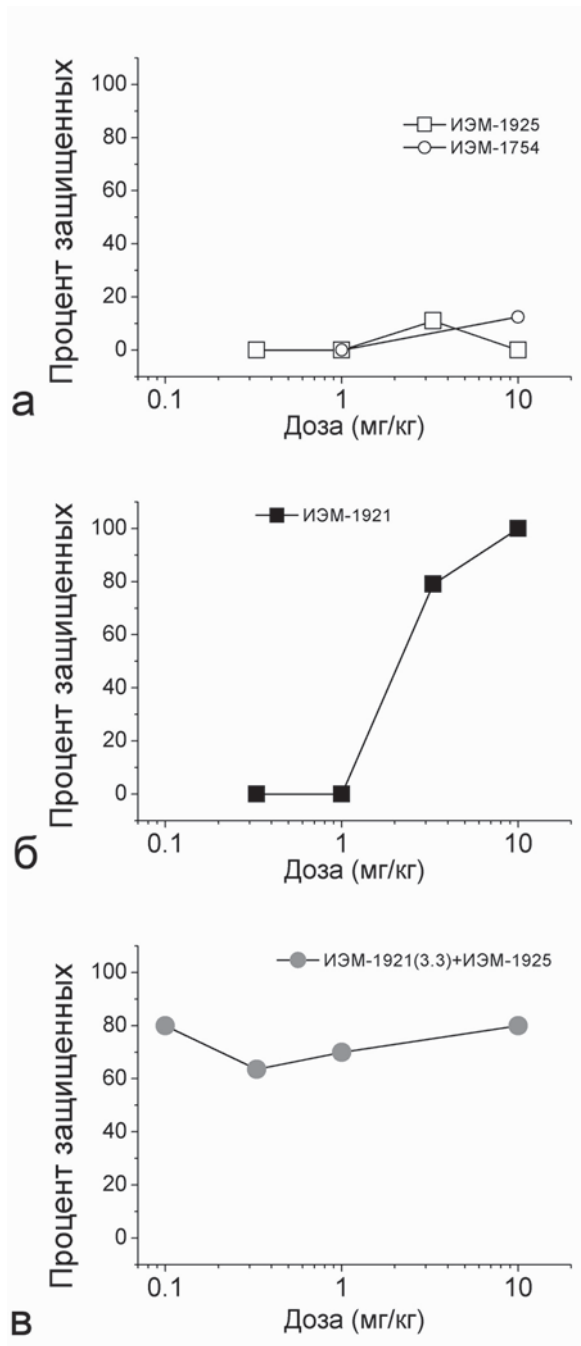 Процент защищенных
100
80
60
40
20
0
ИЭМ-1925
ИЭМ-1754
0.1 1 10
Доза (мг/кг)
а
Процент защищенных
100
80
60
40
20
0
ИЭМ-1921
0.1 1 10
Доза (мг/кг)
б
Процент защищенных
100
80
60
40
20
0
ИЭМ-1921(3.3)+ИЭМ-1925
0.1 1 10
Доза (мг/кг)
в